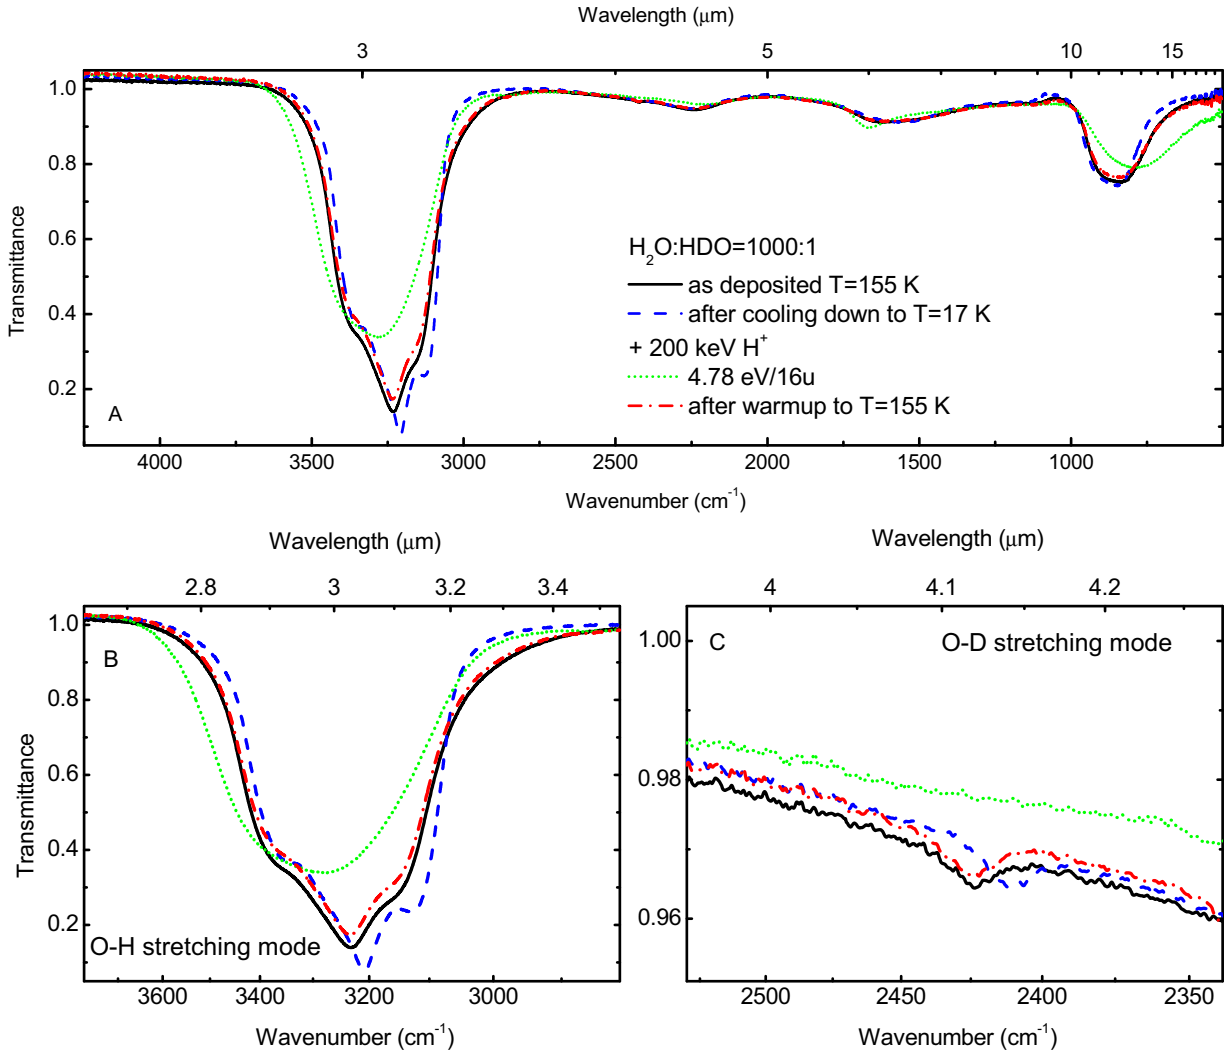 Wavelength (μm)
3 5 10 15
1.0
0.8
0.6
0.4
0.2
Transmittance
A
H2O:HDO=1000:1
as deposited T=155 K
after cooling down to T=17 K
+ 200 keV H+
4.78 eV/16u
after warmup to T=155 K
4000 3500 3000 2500 2000 1500 1000
Wavenumber (cm-1)
Wavelength (μm)
2.8 3 3.2 3.4
1.0
0.8
0.6
0.4
0.2
Transmittance
B
O-H stretching mode
3600 3400 3200 3000
Wavenumber (cm-1)
Wavelength (μm)
4 4.1 4.2
1.00
0.98
0.96
C
O-D stretching mode
2500 2450 2400 2350
Wavenumber (cm-1)